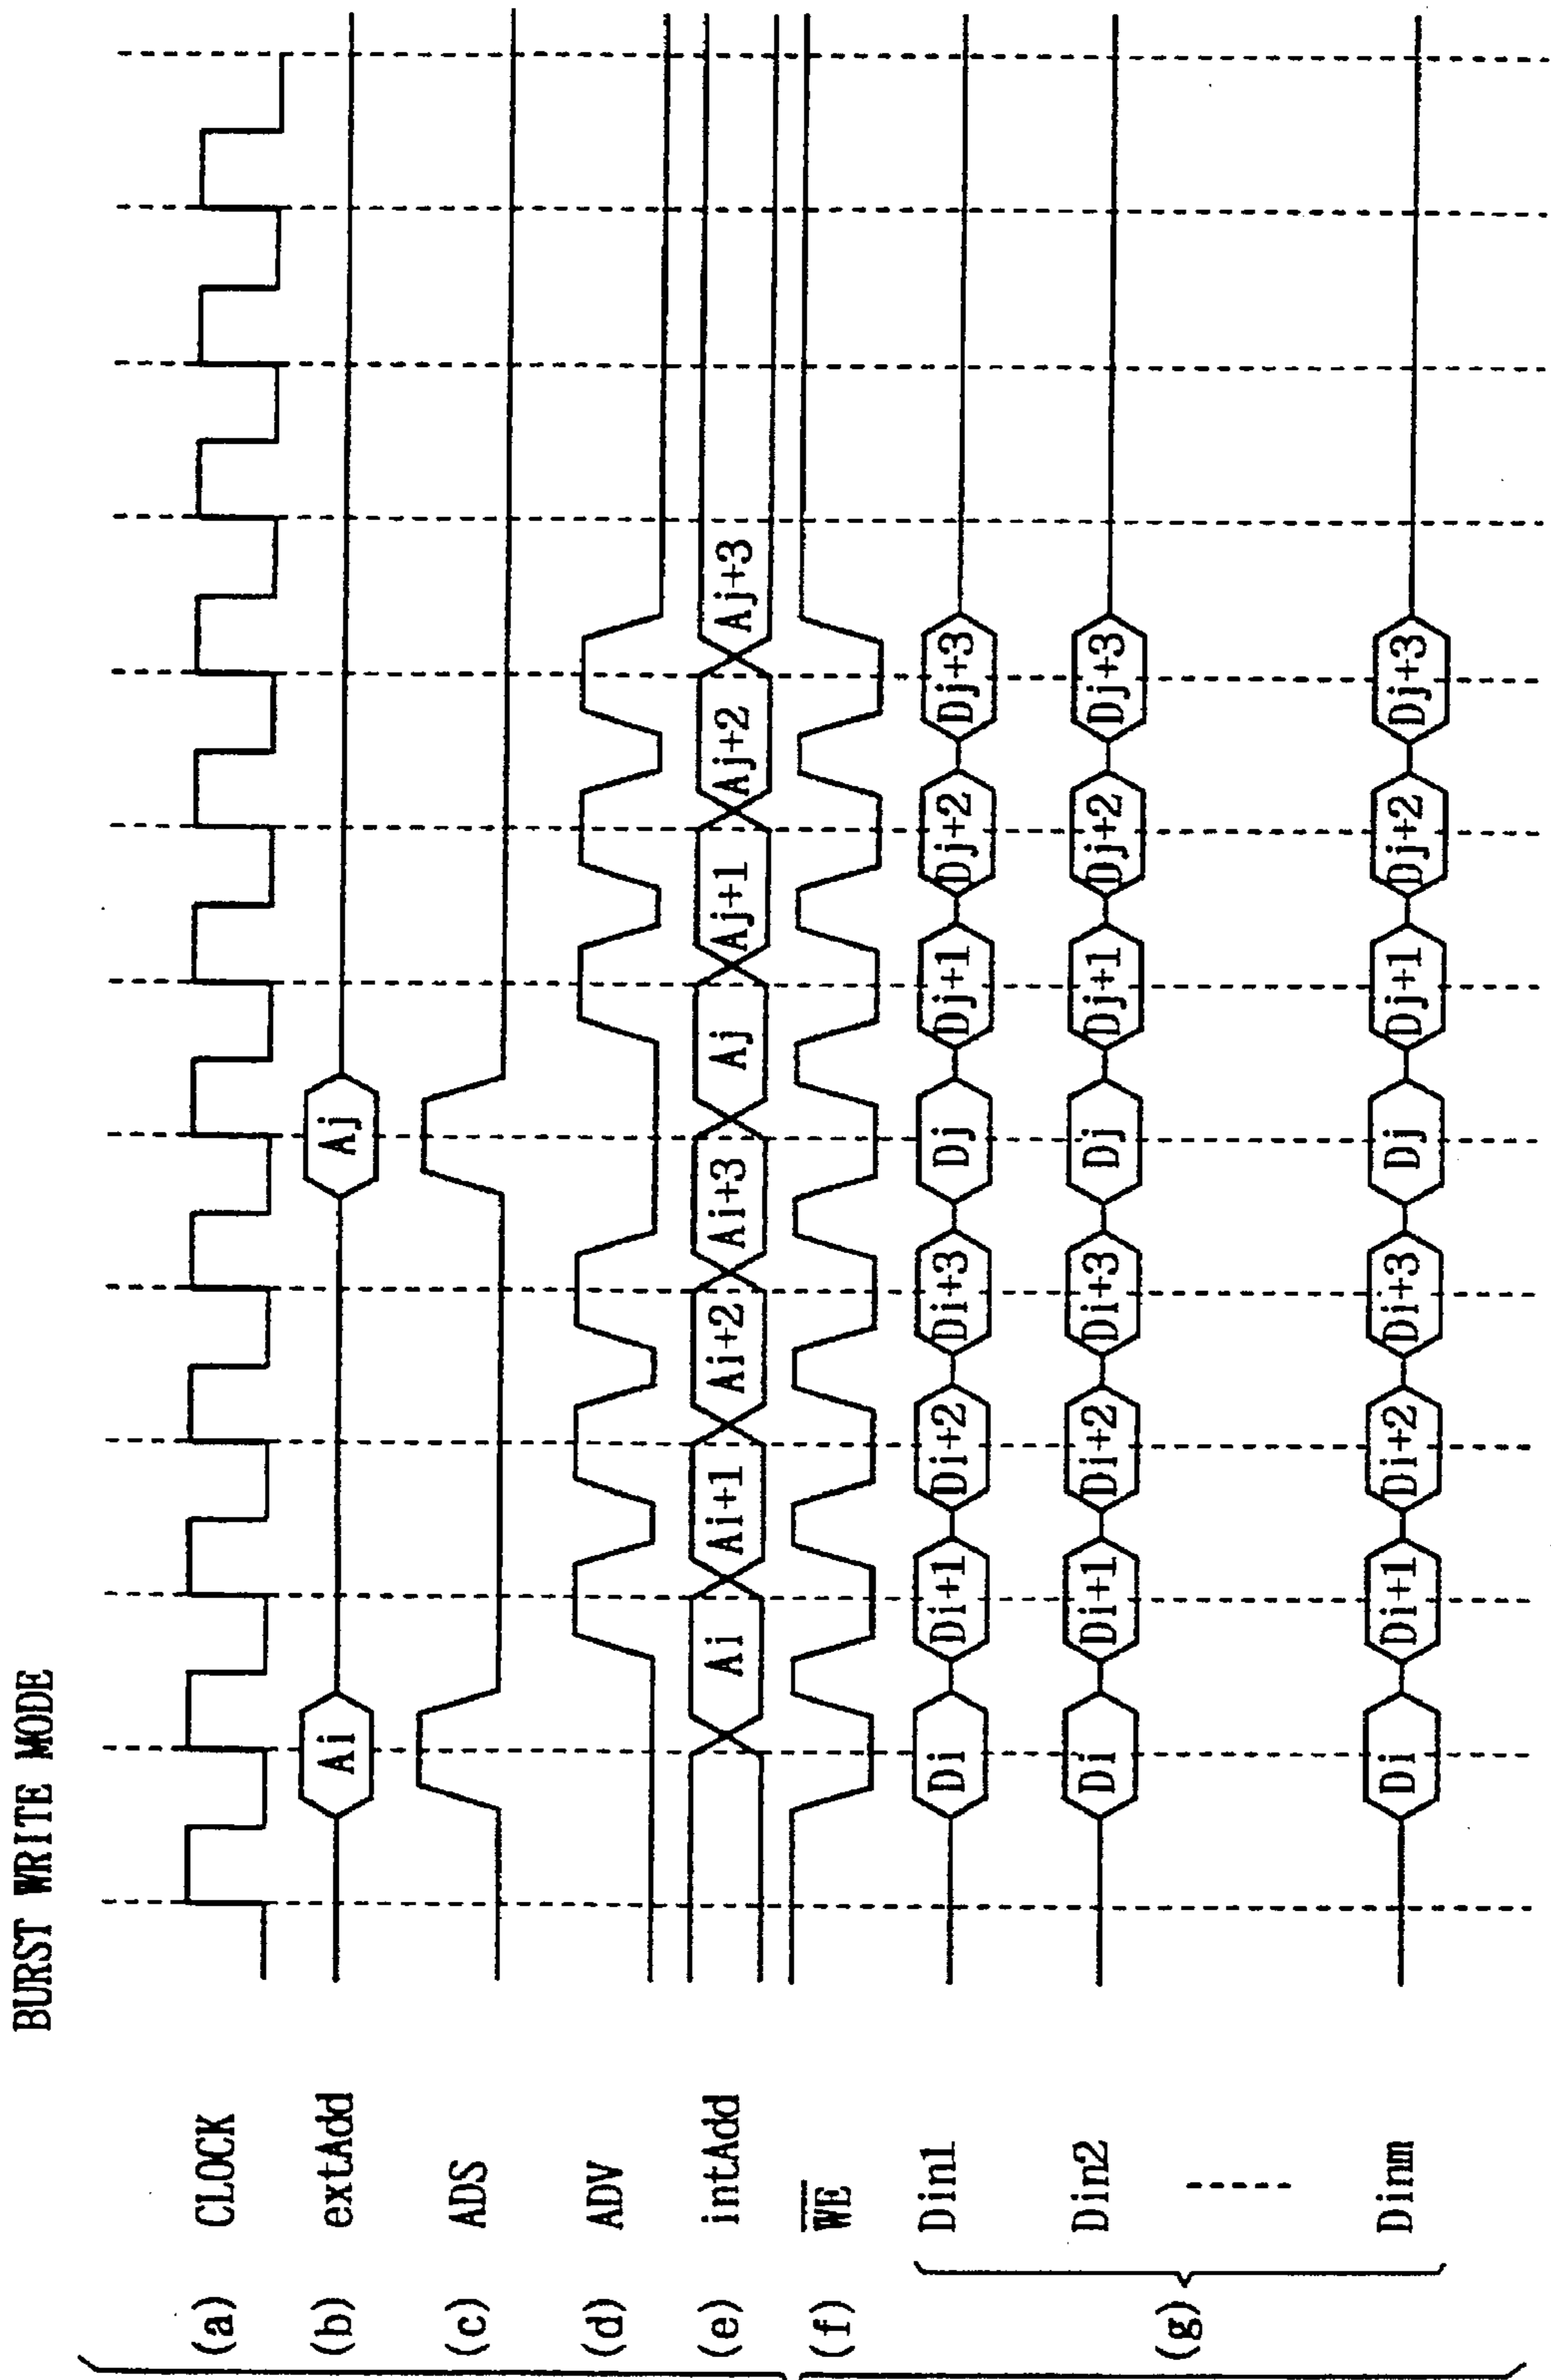 BURST WRITE MODE
(a) CLOCK
(b) extAdd Ai Aj
(c) ADS
(d) ADV
(e) intAdd Ai Ai+1 Ai+2 Ai+3 Aj Aj+1 Aj+2 Aj+3
(f) WE
(g)
Din1 Di Di+1 Di+2 Di+3 Dj Dj+1 Dj+2 Dj+3
Din2 Di Di+1 Di+2 Di+3 Dj Dj+1 Dj+2 Dj+3
Dinm Di Di+1 Di+2 Di+3 Dj Dj+1 Dj+2 Dj+3